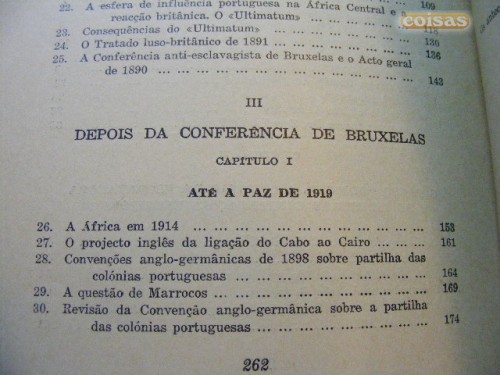 coisas
22. A esfera de influência portuguesa na África Central e a
reacção britânica. O «Ultimatum» ... ... ... 109
23. Consequências do «Ultimatum» ... ... ... ... ... 118
24. O Tratado luso-britânico de 1891 ... ... ... ... ... 130
25. A Conferência anti-esclavagista de Bruxelas e o Acto geral 136
de 1890 ... ... ... ... ... ... ... ... ... ... 143
III
DEPOIS DA CONFERÊNCIA DE BRUXELAS
CAPÍTULO I
ATÉ A PAZ DE 1919
26. A África em 1914 ... ... ... ... ... ... ... ... 153
27. O projecto inglês da ligação do Cabo ao Cairo ... ... ... 161
28. Convenções anglo-germânicas de 1898 sobre partilha das
colónias portuguesas ... ... ... ... ... ... ... 164
29. A questão de Marrocos ... ... ... ... ... ... ... 169
30. Revisão da Convenção anglo-germânica sobre a partilha
das colónias portuguesas ... ... ... ... ... ... 174
262